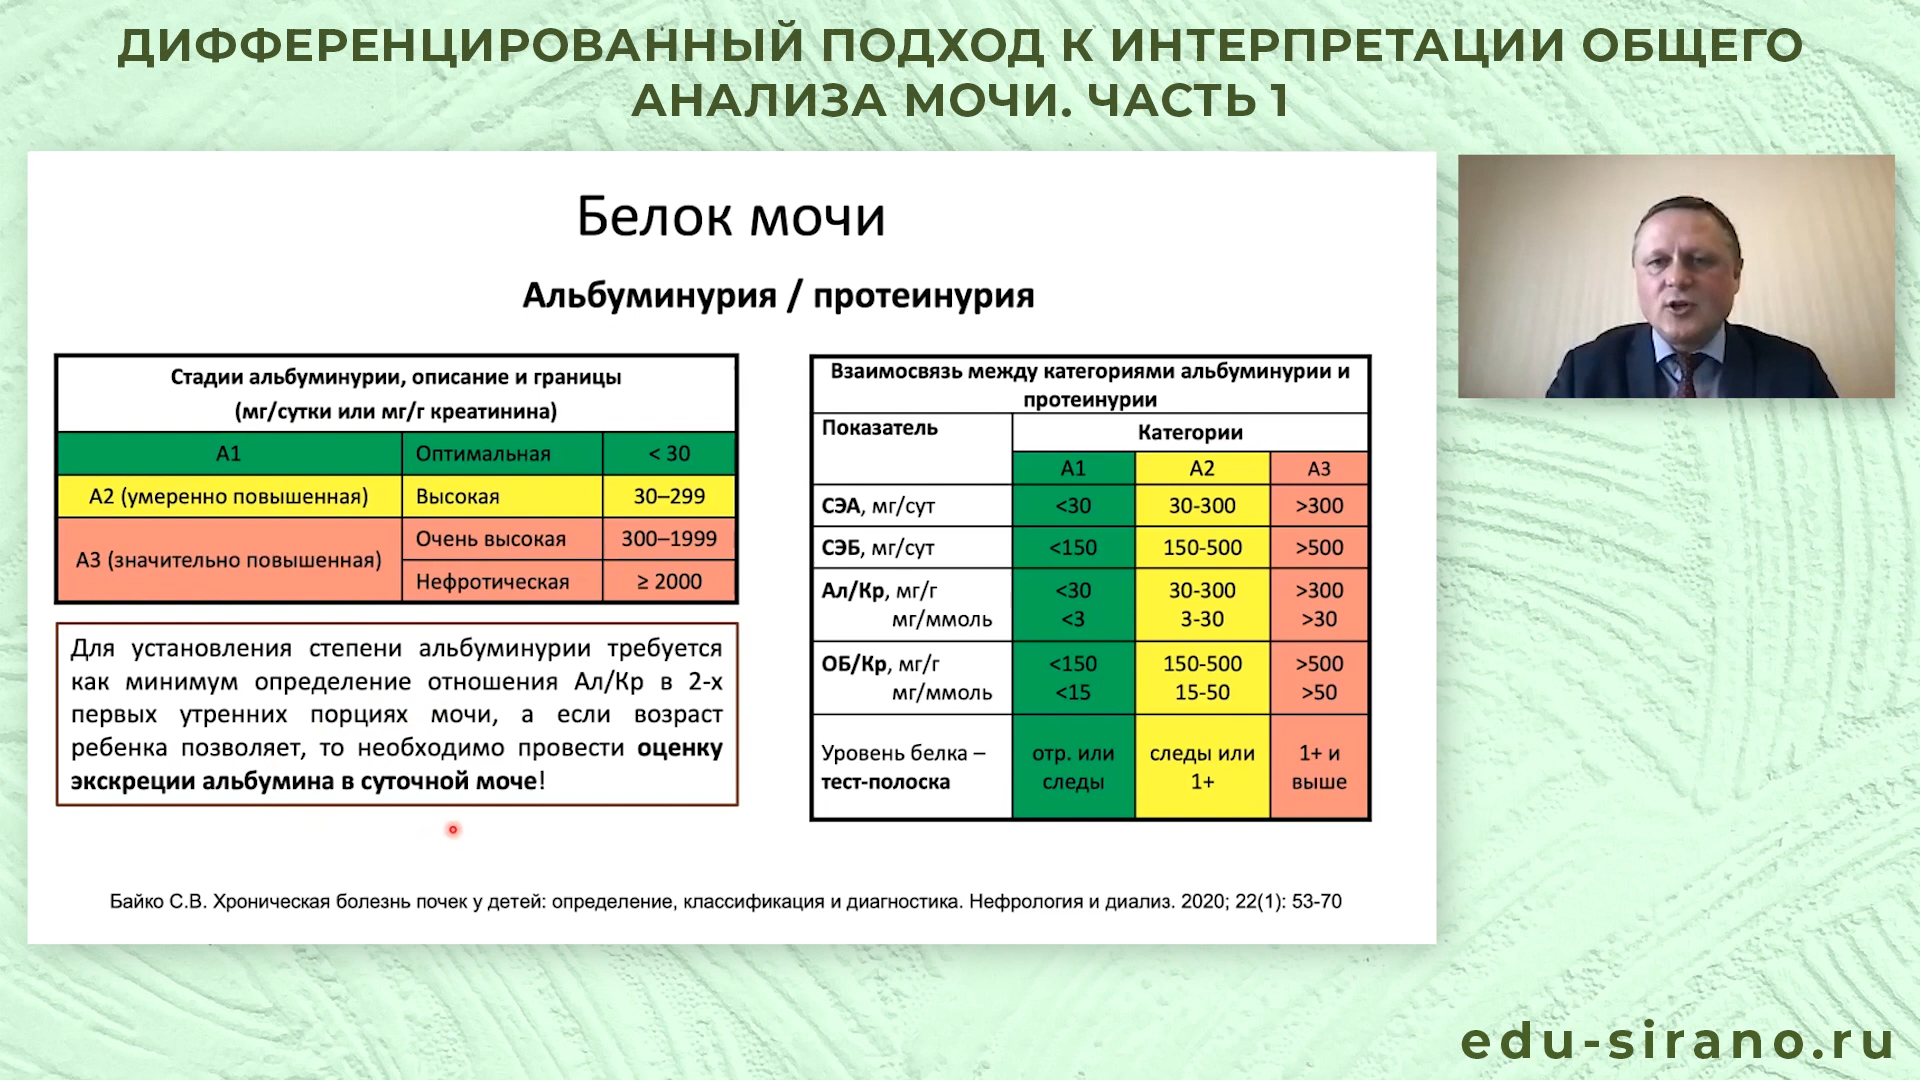 ДИФФЕРЕНЦИРОВАННЫЙ ПОДХОД К ИНТЕРПРЕТАЦИИ ОБЩЕГО
АНАЛИЗА МОЧИ. ЧАСТЬ 1
Белок мочи
Альбуминурия / протеинурия
Стадии альбуминурии, описание и границы
(мг/сутки или мг/г креатинина)
А1 Оптимальная < 30
А2 (умеренно повышенная) Высокая 30–299
А3 (значительно повышенная) Очень высокая 300–1999
Нефротическая ≥ 2000
Для установления степени альбуминурии требуется
как минимум определение отношения Ал/Кр в 2-х
первых утренних порциях мочи, а если возраст
ребенка позволяет, то необходимо провести оценку
экскреции альбумина в суточной моче!
Взаимосвязь между категориями альбуминурии и
протеинурии
Показатель Категории
А1 А2 А3
СЭА, мг/сут <30 30-300 >300
СЭБ, мг/сут <150 150-500 >500
Ал/Кр, мг/г <30 30-300 >300
мг/ммоль <3 3-30 >30
ОБ/Кр, мг/г <150 150-500 >500
мг/ммоль <15 15-50 >50
Уровень белка – отр. или следы или 1+ и
тест-полоска следы 1+ выше
Байко С.В. Хроническая болезнь почек у детей: определение, классификация и диагностика. Нефрология и диализ. 2020; 22(1): 53-70
edu-sirano.ru